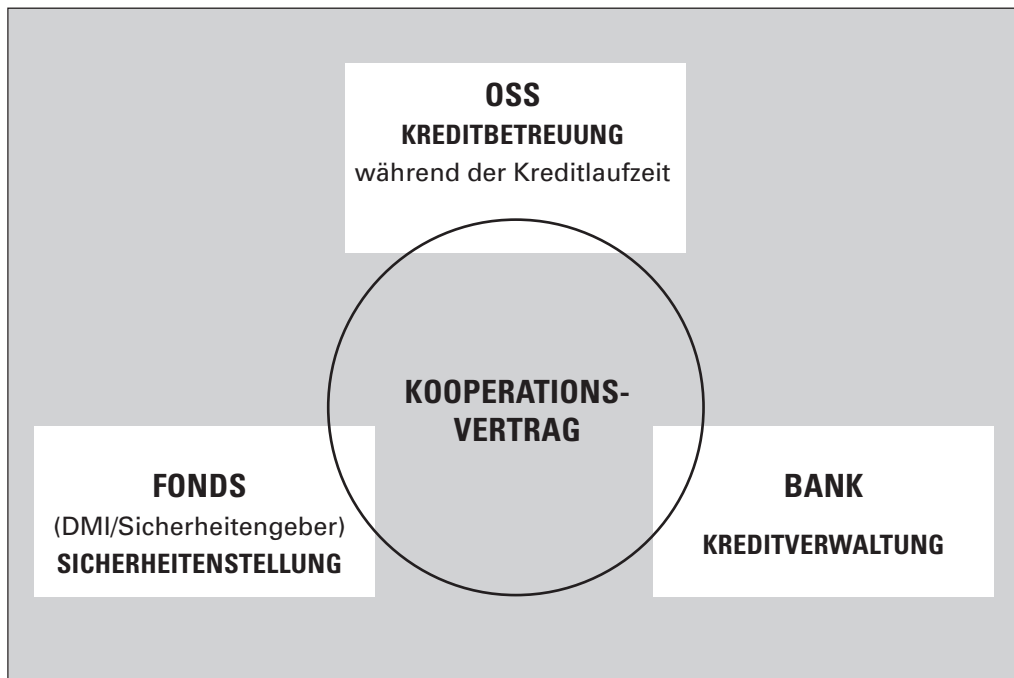 OSS
KREDITBETREUUNG
während der Kreditlaufzeit
KOOPERATIONS-
VERTRAG
FONDS
(DMI/Sicherheitengeber)
SICHERHEITENSTELLUNG
BANK
KREDITVERWALTUNG